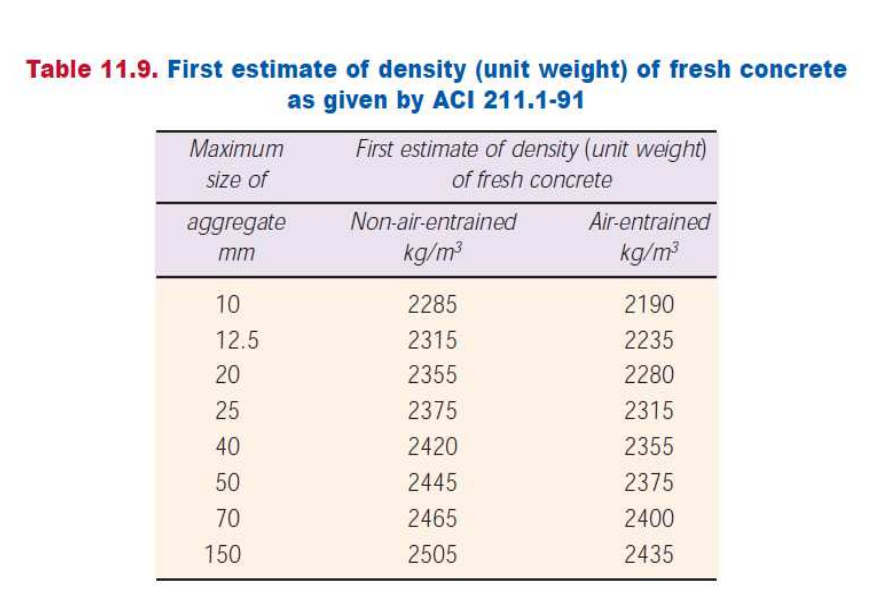 Table 11.9. First estimate of density (unit weight) of fresh concrete
as given by ACI 211.1-91
Maximum First estimate of density (unit weight)
size of of fresh concrete
aggregate Non-air-entrained Air-entrained
mm kg/m³ kg/m³
10 2285 2190
12.5 2315 2235
20 2355 2280
25 2375 2315
40 2420 2355
50 2445 2375
70 2465 2400
150 2505 2435